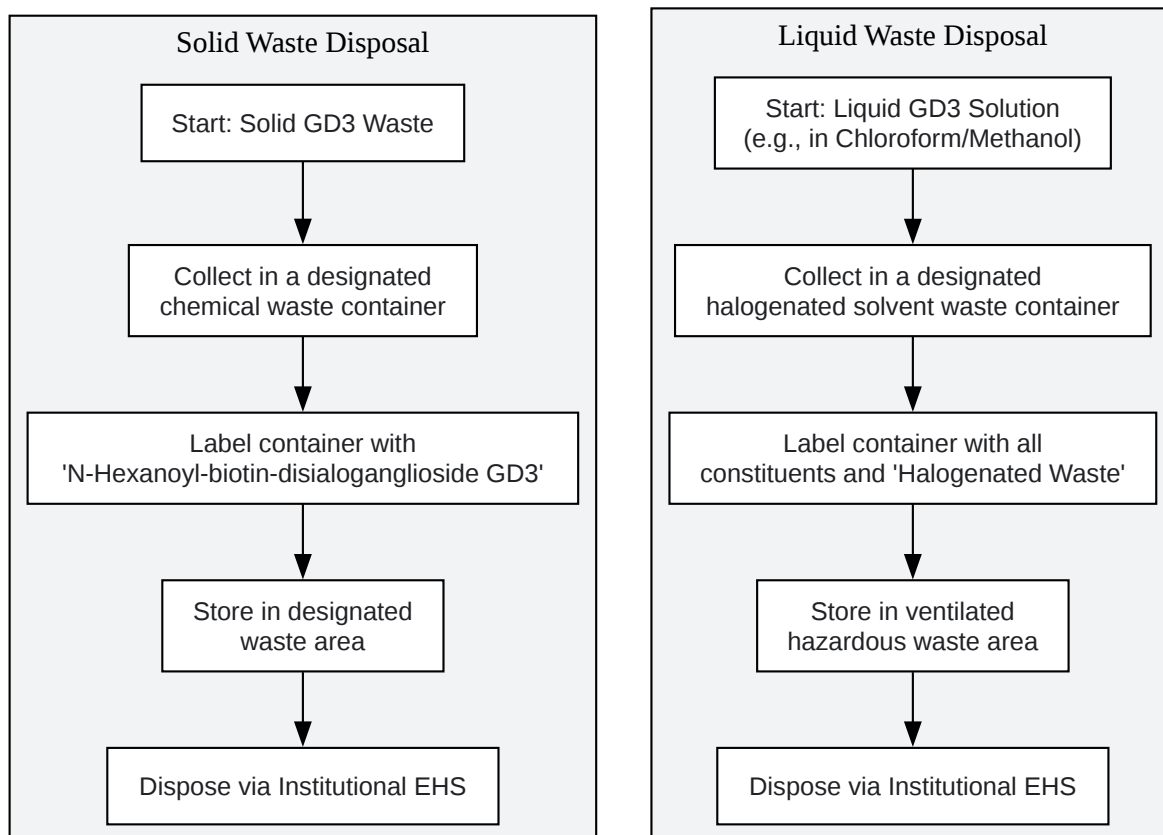 Solid Waste Disposal
Start: Solid GD3 Waste
Collect in a designated
chemical waste container
Label container with
'N-Hexanoyl-biotin-disialoganglioside GD3'
Store in designated
waste area
Dispose via Institutional EHS
Liquid Waste Disposal
Start: Liquid GD3 Solution
(e.g., in Chloroform/Methanol)
Collect in a designated
halogenated solvent waste container
Label container with all
constituents and 'Halogenated Waste'
Store in ventilated
hazardous waste area
Dispose via Institutional EHS